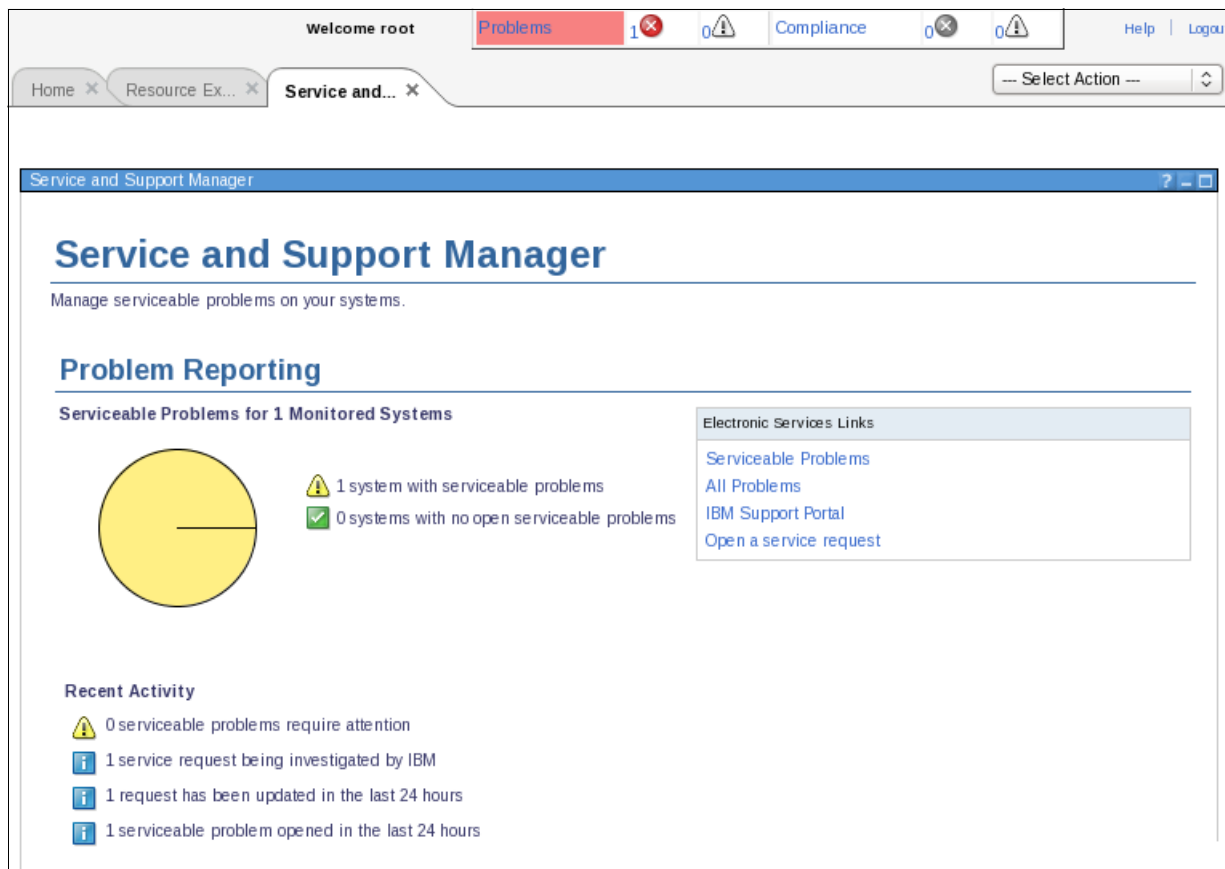 Welcome root Problems 1 0 Compliance 0 0 Help Logou
Home Resource Ex... Service and... --- Select Action ---
Service and Support Manager ?
Service and Support Manager
Manage serviceable problems on your systems.
Problem Reporting
Serviceable Problems for 1 Monitored Systems
1 system with serviceable problems
0 systems with no open serviceable problems
Electronic Services Links
Serviceable Problems
All Problems
IBM Support Portal
Open a service request
Recent Activity
0 serviceable problems require attention
1 service request being investigated by IBM
1 request has been updated in the last 24 hours
1 serviceable problem opened in the last 24 hours